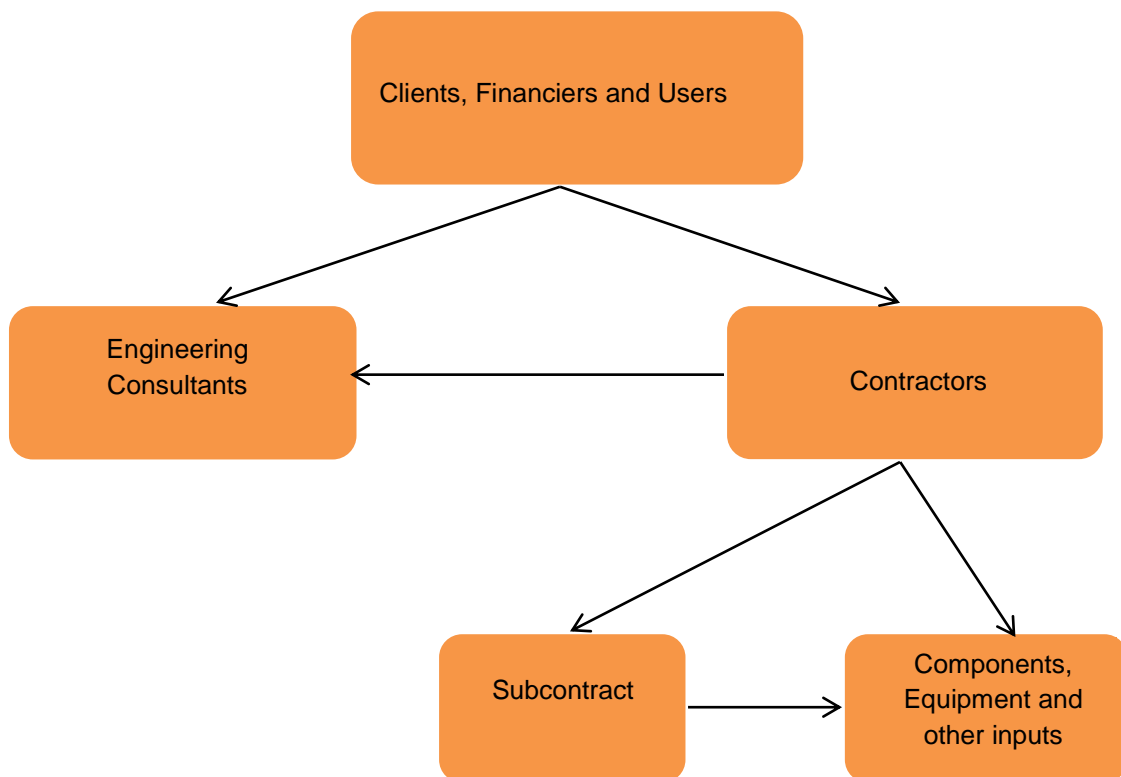 Clients, Financiers and Users
Engineering
Consultants
Contractors
Subcontract
Components,
Equipment and
other inputs